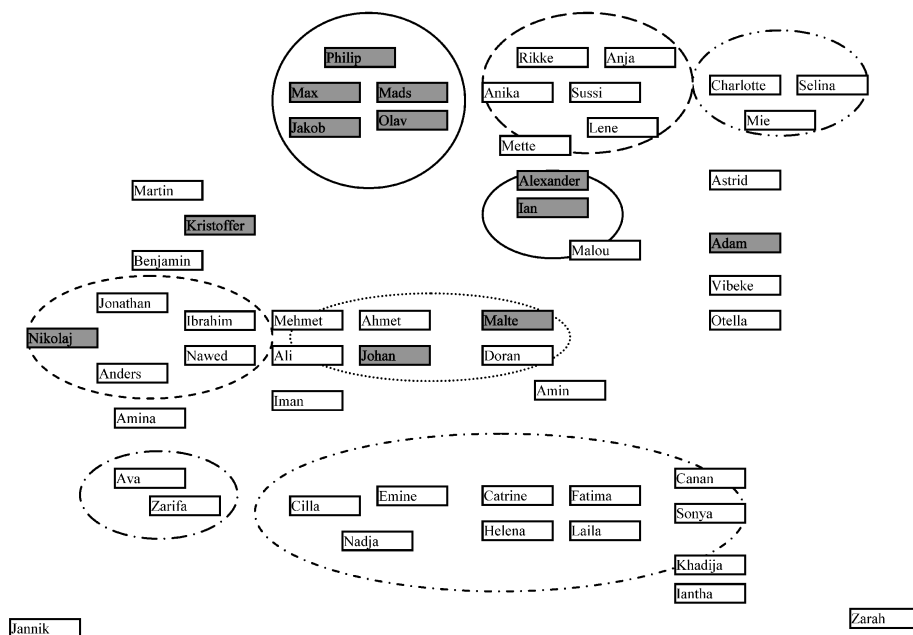 Philip
Rikke
Anja
Charlotte
Selina
Max
Mads
Anika
Sussi
Mie
Jakob
Olav
Lene
Mette
Martin
Alexander
Astrid
Ian
Kristoffer
Malou
Adam
Benjamin
Vibeke
Jonathan
Ibrahim
Mehmet
Ahmet
Malte
Otella
Nikolaj
Nawed
Ali
Johan
Doran
Anders
Iman
Amin
Amina
Ava
Zarifa
Cilla
Emine
Catrine
Fatima
Canan
Sonya
Nadja
Helena
Laila
Khadija
Iantha
Jannik
Zarah